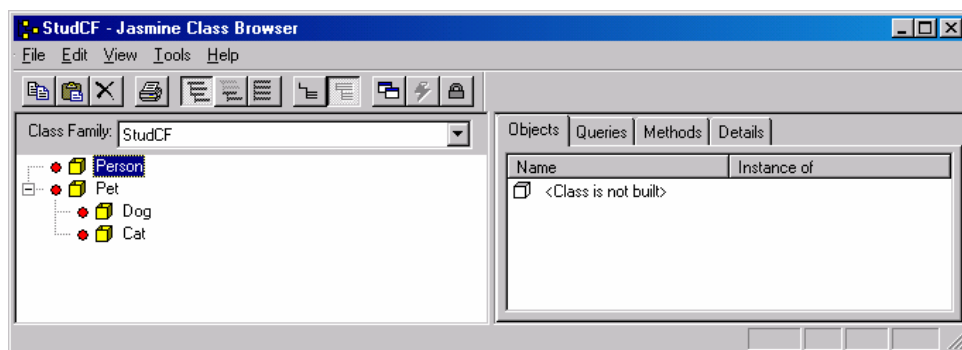 StudCF - Jasmine Class Browser
File Edit View Tools Help
Class Family: StudCF
Person
Pet
Dog
Cat
Objects Queries Methods Details
Name Instance of
<Class is not built>